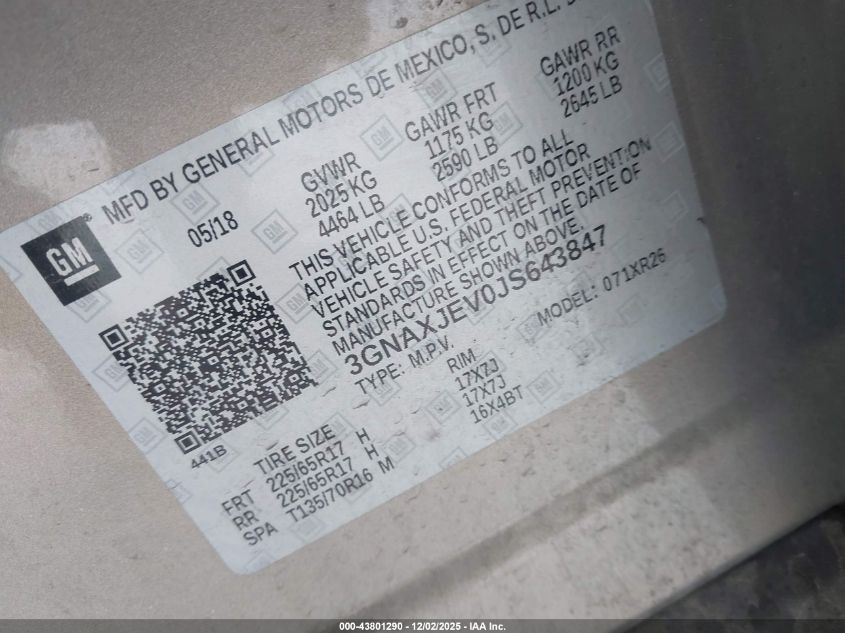 MFD BY GENERAL MOTORS DE MEXICO, S. DE R.L. D
GM ®
05/18
GVWR GAWR FRT GAWR RR
2025 KG 1175 KG 1200 KG
4464 LB 2590 LB 2645 LB
THIS VEHICLE CONFORMS TO ALL
APPLICABLE U.S. FEDERAL MOTOR
VEHICLE SAFETY AND THEFT PREVENTION
STANDARDS IN EFFECT ON THE DATE OF
MANUFACTURE SHOWN ABOVE.
3GNAXJEV0JS643847
TYPE: M.P.V. MODEL: 071XR26
441B
TIRE SIZE RIM
FRT 225/65R17 H 17X7J
RR 225/65R17 H 17X7J
SPA T135/70R16 M 16X4BT
000-43801290 - 12/02/2025 - IAA Inc.